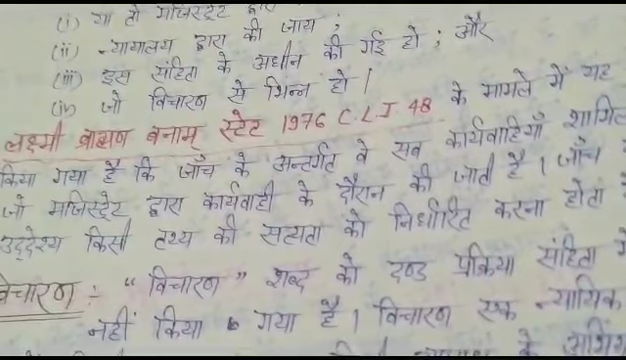 (i) या तो मजिस्ट्रेट द्वारा
(ii) न्यायालय द्वारा की जाय ;
(iii) इस संहिता के अधीन की गई हो ; और
(iv) जो विचारण से भिन्न हो ।
लक्ष्मी ब्राह्मण बनाम् स्टेट 1976 C.L.J. 48 के मामले में यह
किया गया है कि जाँच के अन्तर्गत वे सब कार्यवाहियाँ शामिल
जो मजिस्ट्रेट द्वारा कार्यवाही के दौरान की जाती है । जाँच
उद्देश्य किसी तथ्य की सत्यता को निर्धारित करना होता
विचारण :- “विचारण” शब्द को दण्ड प्रक्रिया संहिता में
नहीं किया गया है । विचारण एक न्यायिक
के